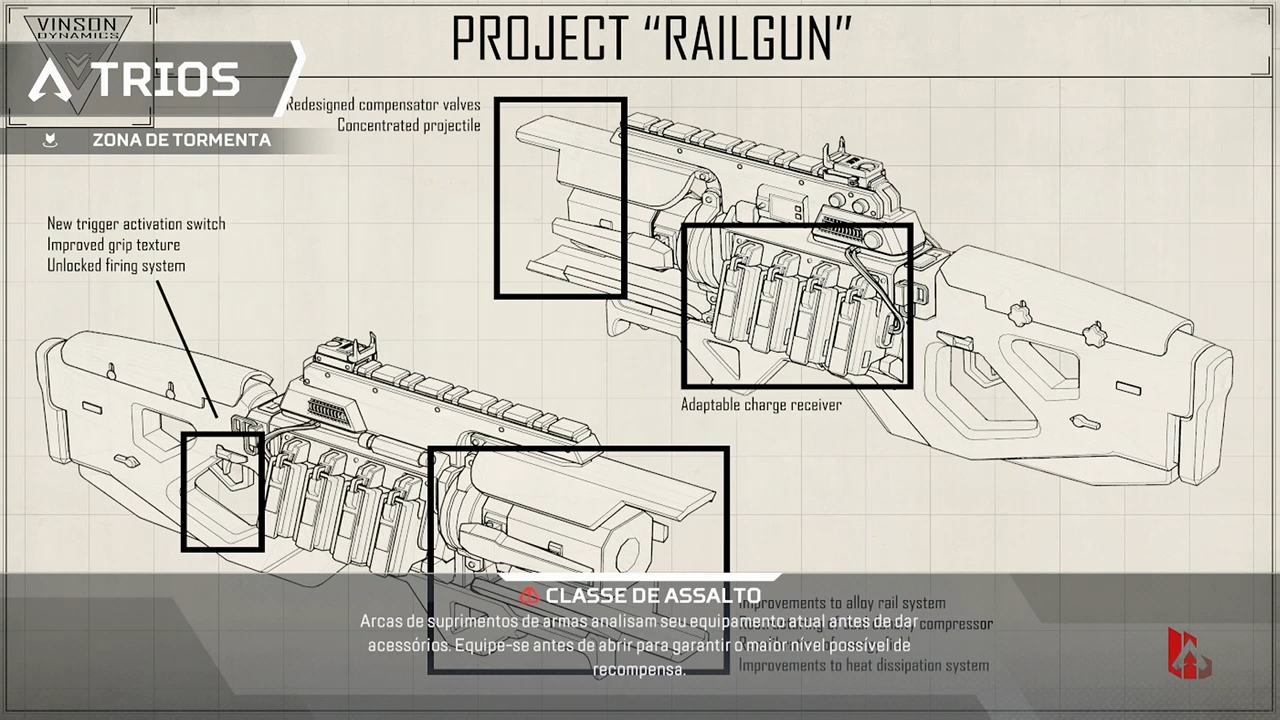 VINSON
DYNAMICS
PROJECT “RAILGUN”
TRIOS
ZONA DE TORMENTA
Redesigned compensator valves
Concentrated projectile
New trigger activation switch
Improved grip texture
Unlocked firing system
Adaptable charge receiver
CLASSE DE ASSALTO
Arcas de suprimentos de armas analisam seu equipamento atual antes de dar
acessórios. Equipe-se antes de abrir para garantir o maior nível possível de
recompensa.
Improvements to alloy rail system
compressor
Improvements to heat dissipation system